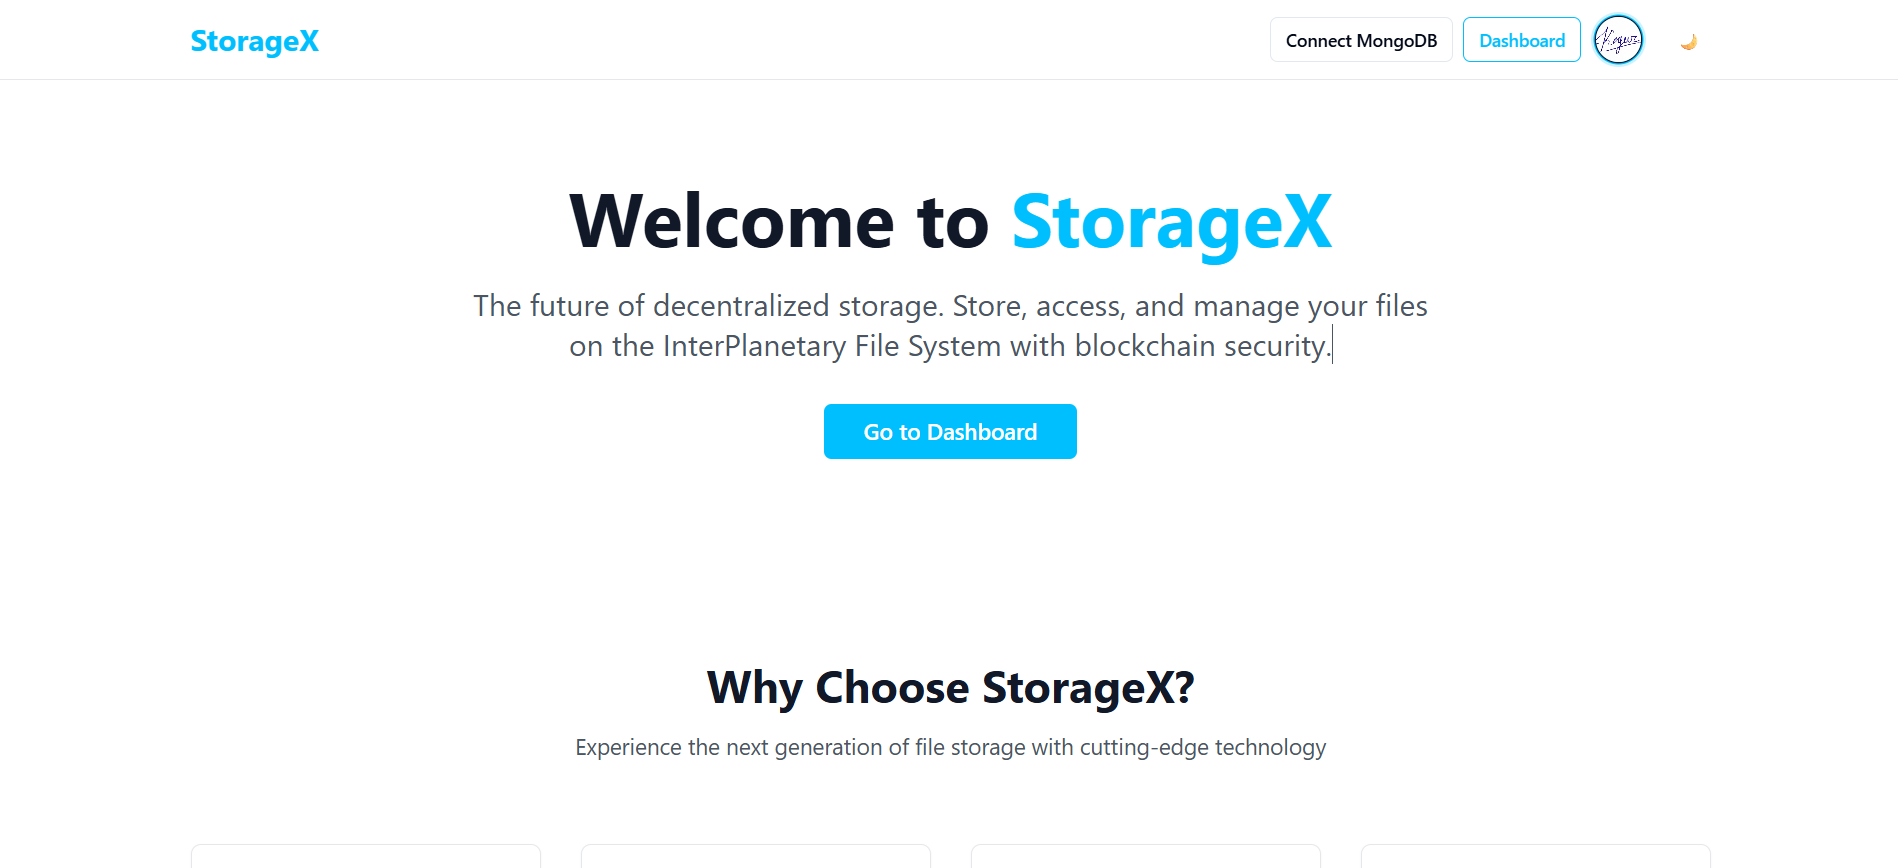 StorageX
Connect MongoDB
Dashboard
Welcome to StorageX
The future of decentralized storage. Store, access, and manage your files
on the InterPlanetary File System with blockchain security.
Go to Dashboard
Why Choose StorageX?
Experience the next generation of file storage with cutting-edge technology